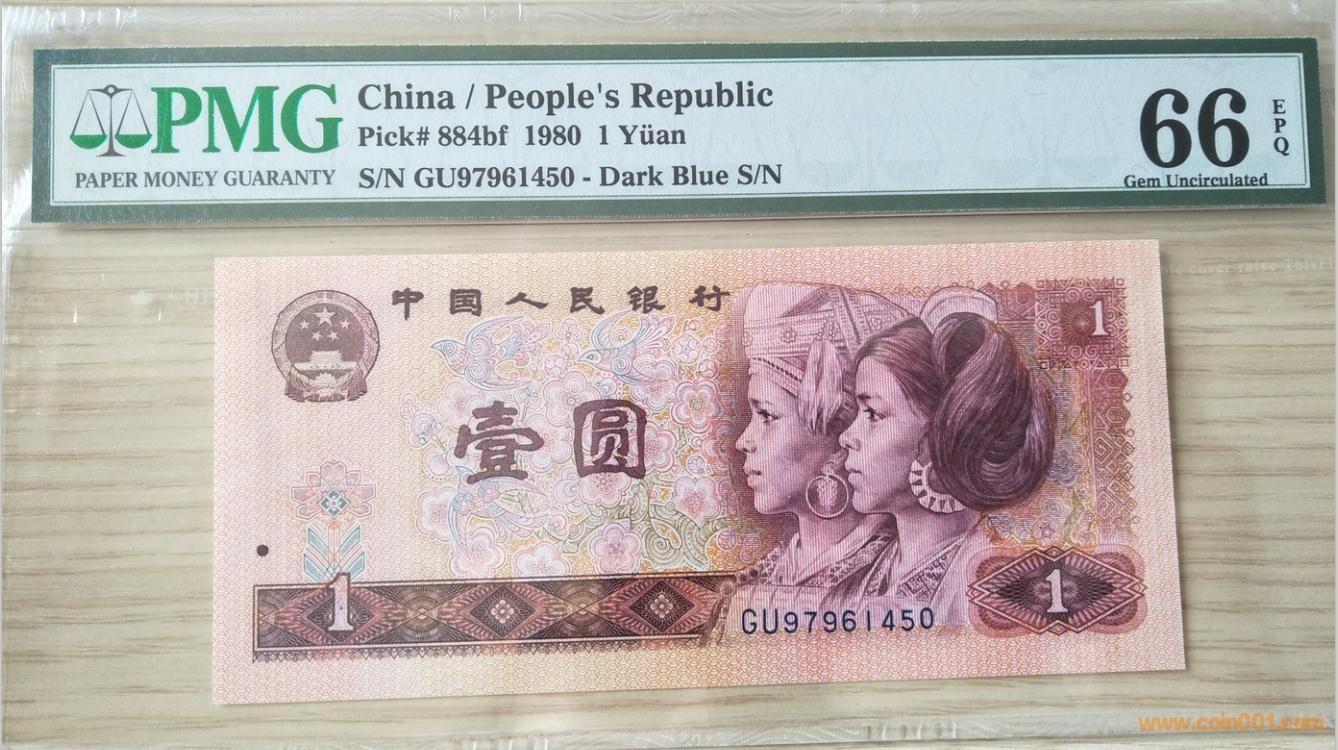 PMG
PAPER MONEY GUARANTY
China / People's Republic
Pick# 884bf 1980 1 Yüan
S/N GU97961450 - Dark Blue S/N
66
EPQ
Gem Uncirculated
中国人民银行
1
壹圆
1
GU97961450
1
www.coin001.com